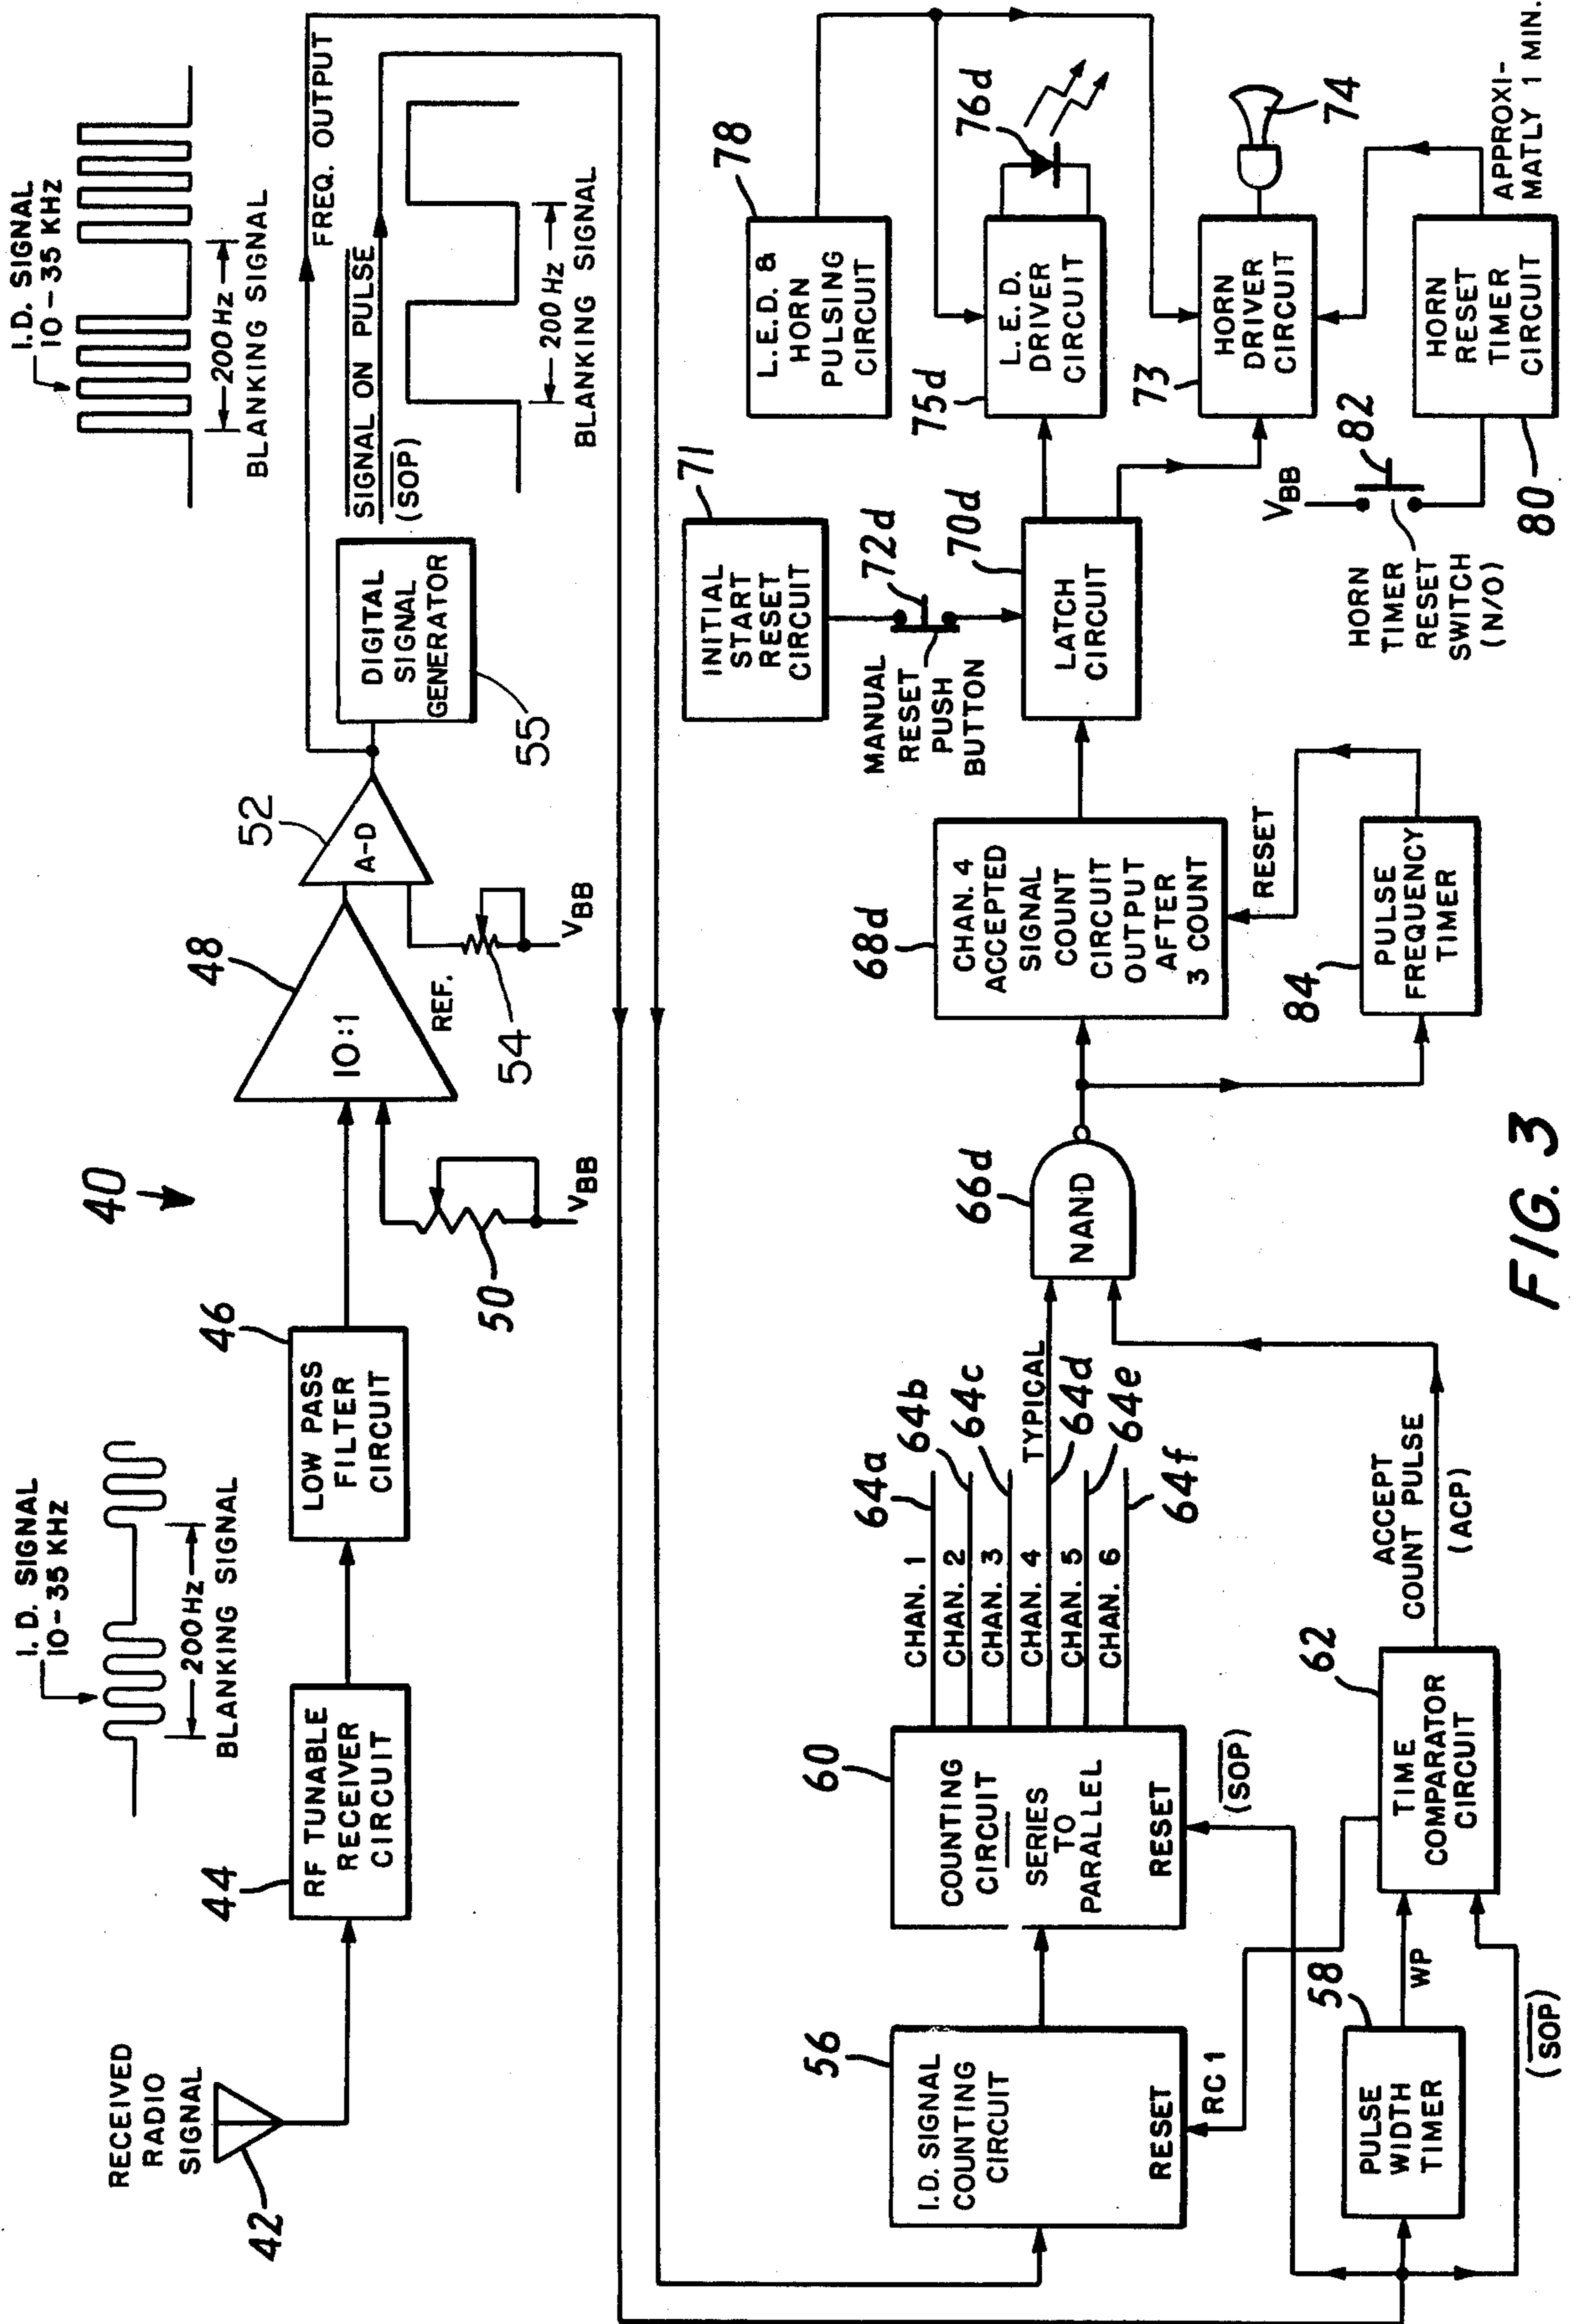 40
RECEIVED
RADIO
SIGNAL
42
44
RF TUNABLE
RECEIVER
CIRCUIT
I.D. SIGNAL
10-35 KHz
200 Hz
BLANKING SIGNAL
46
LOW PASS
FILTER
CIRCUIT
50
VBB
48
10:1
REF.
54
VBB
52
A-D
55
DIGITAL
SIGNAL
GENERATOR
I.D. SIGNAL
10-35 KHz
200 Hz
BLANKING SIGNAL
FREQ. OUTPUT
SIGNAL ON PULSE
(SOP)
200 Hz
BLANKING SIGNAL
56
I.D. SIGNAL
COUNTING
CIRCUIT
RESET
RC1
58
PULSE
WIDTH
TIMER
WP
(SOP)
60
COUNTING
CIRCUIT
SERIES
TO
PARALLEL
RESET
(SOP)
62
TIME
COMPARATOR
CIRCUIT
CHAN. 1
CHAN. 2
CHAN. 3
CHAN. 4
CHAN. 5
CHAN. 6
64a
64b
64c
TYPICAL
64d
64e
64f
ACCEPT
COUNT PULSE
(ACP)
66d
NAND
68d
CHAN. 4
ACCEPTED
SIGNAL
COUNT
CIRCUIT
OUTPUT
AFTER
3 COUNT
RESET
84
PULSE
FREQUENCY
TIMER
71
INITIAL
START
RESET
CIRCUIT
MANUAL
RESET
PUSH
BUTTON
72d
70d
LATCH
CIRCUIT
78
L.E.D. &
HORN
PULSING
CIRCUIT
75d
L.E.D.
DRIVER
CIRCUIT
76d
73
HORN
DRIVER
CIRCUIT
74
VBB
82
HORN
TIMER
RESET
SWITCH
(N/O)
80
HORN
RESET
TIMER
CIRCUIT
APPROXI-
MATLY 1 MIN.
FIG. 3